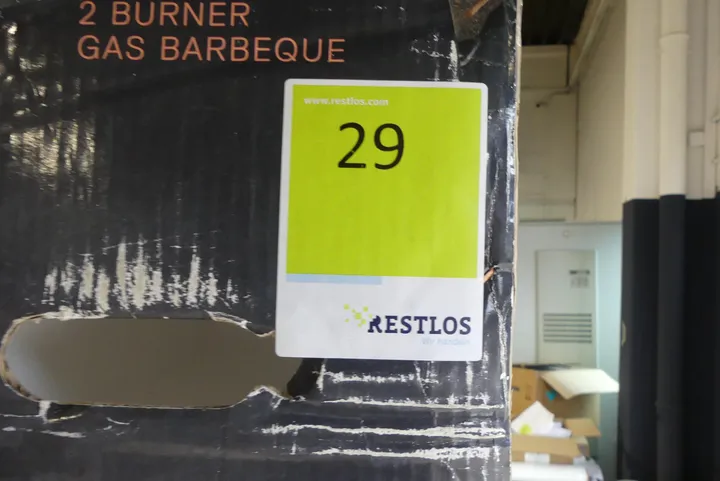 2 BURNER
GAS BARBEQUE
www.restlos.com
29
RESTLOS